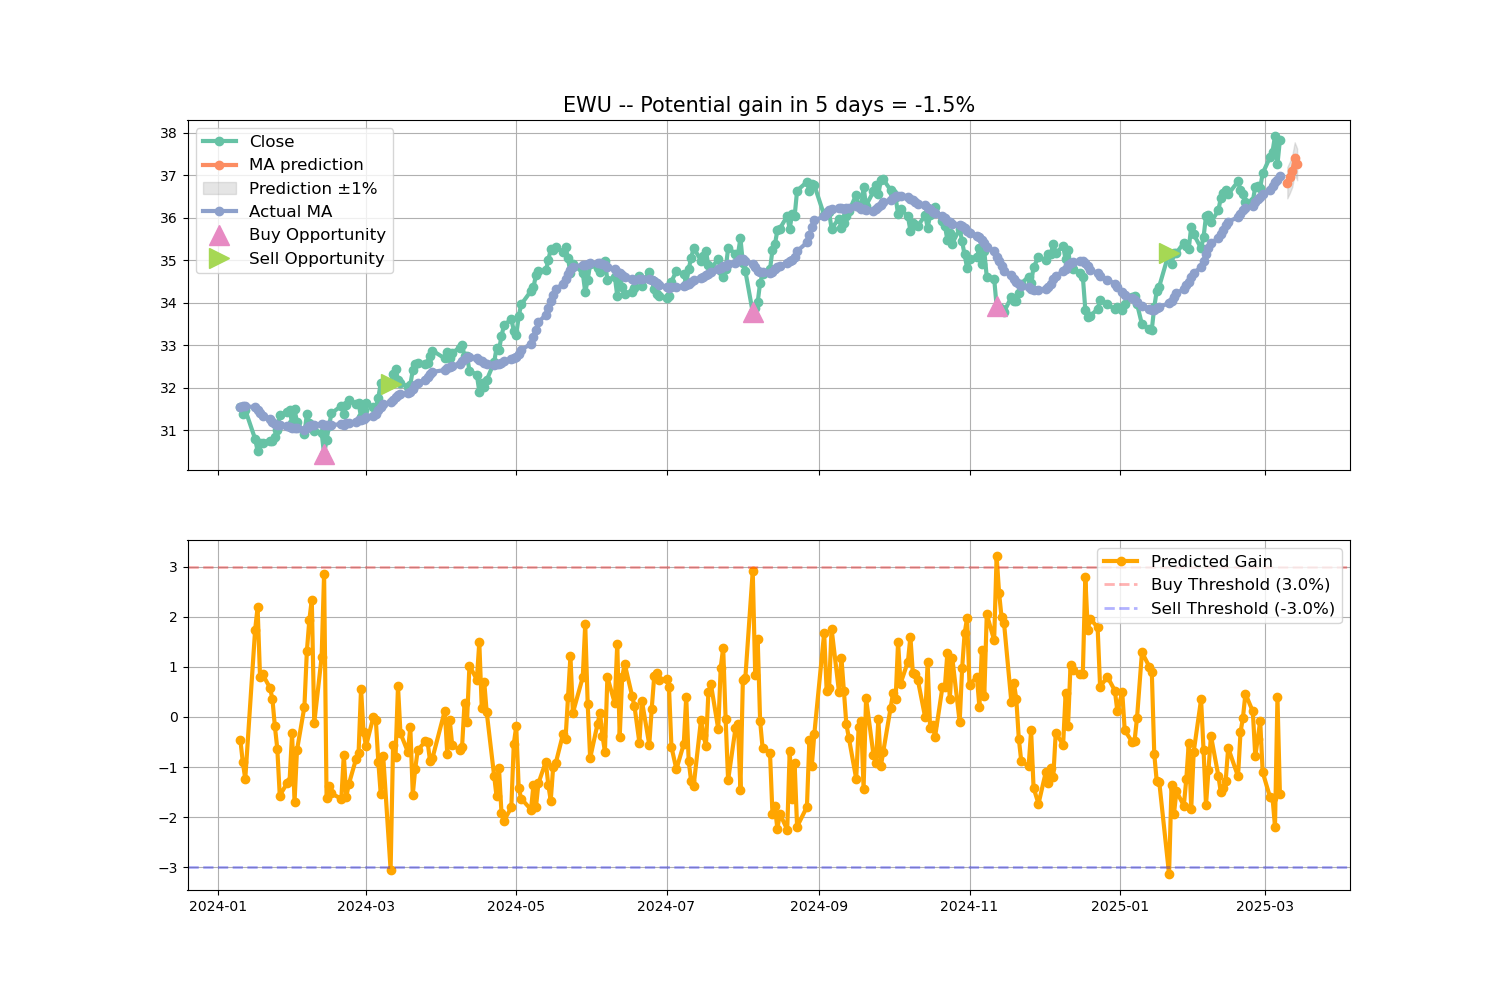 EWU -- Potential gain in 5 days = -1.5%
38
37
36
35
34
33
32
31
Close
MA prediction
Prediction ±1%
Actual MA
Buy Opportunity
Sell Opportunity
3
2
1
0
−1
−2
−3
Predicted Gain
Buy Threshold (3.0%)
Sell Threshold (-3.0%)
2024-01 2024-03 2024-05 2024-07 2024-09 2024-11 2025-01 2025-03